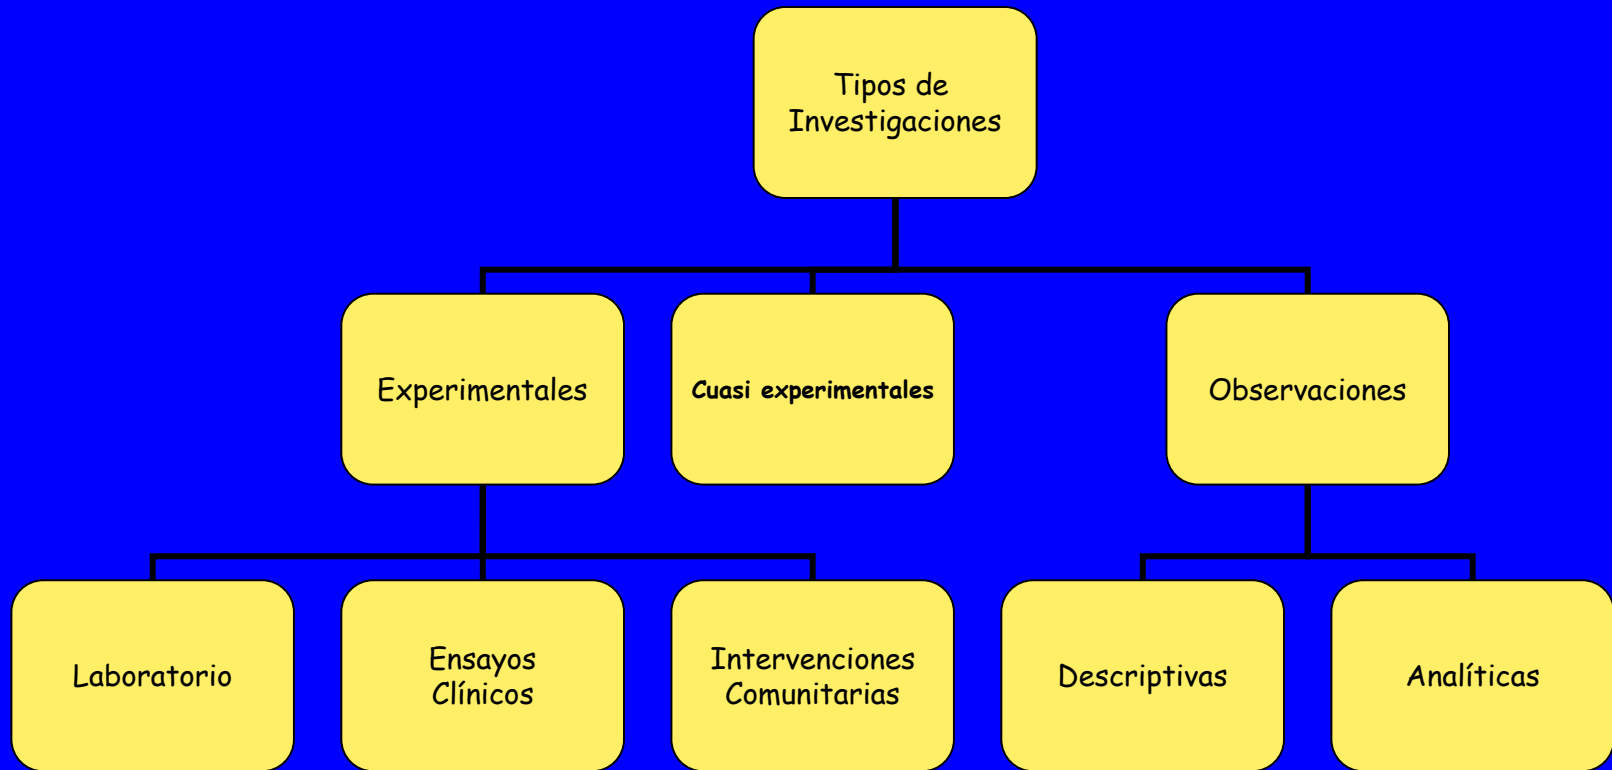 Tipos de
Investigaciones
Experimentales
Cuasi experimentales
Observaciones
Laboratorio
Ensayos
Clínicos
Intervenciones
Comunitarias
Descriptivas
Analíticas